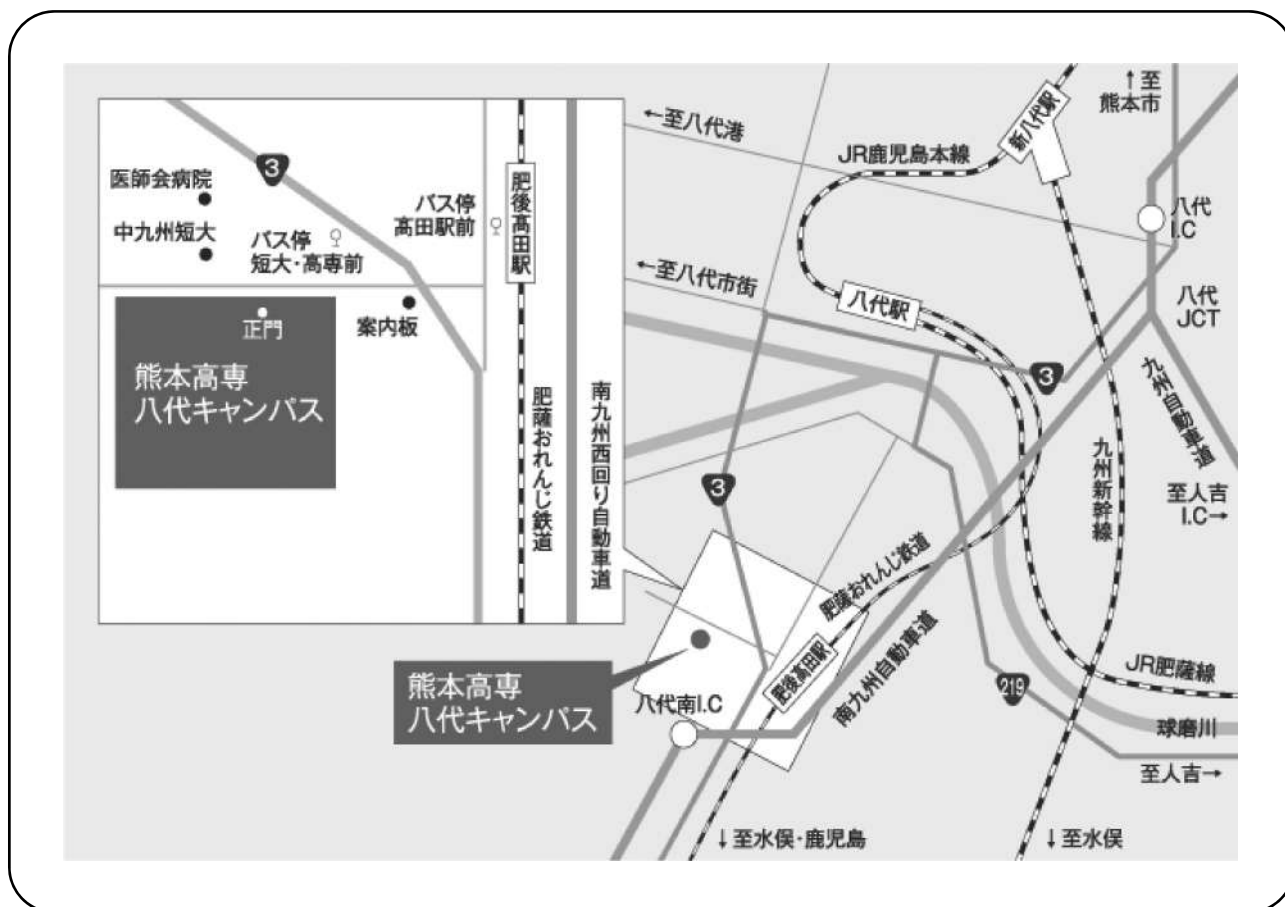 医師会病院
中九州短大
3
バス停
短大・高専前
バス停
高田駅前
肥後高田駅
正門
案内板
熊本高専
八代キャンパス
肥薩おれんじ鉄道
南九州西回り自動車道
←至八代港
←至八代市街
JR鹿児島本線
新八代駅
↑至
熊本市
八代
I.C
八代
JCT
八代駅
3
九州自動車道
九州新幹線
至人吉
I.C→
3
肥薩おれんじ鉄道
肥後高田駅
南九州自動車道
熊本高専
八代キャンパス
八代南I.C
219
JR肥薩線
球磨川
至人吉→
↓至水俣・鹿児島
↓至水俣